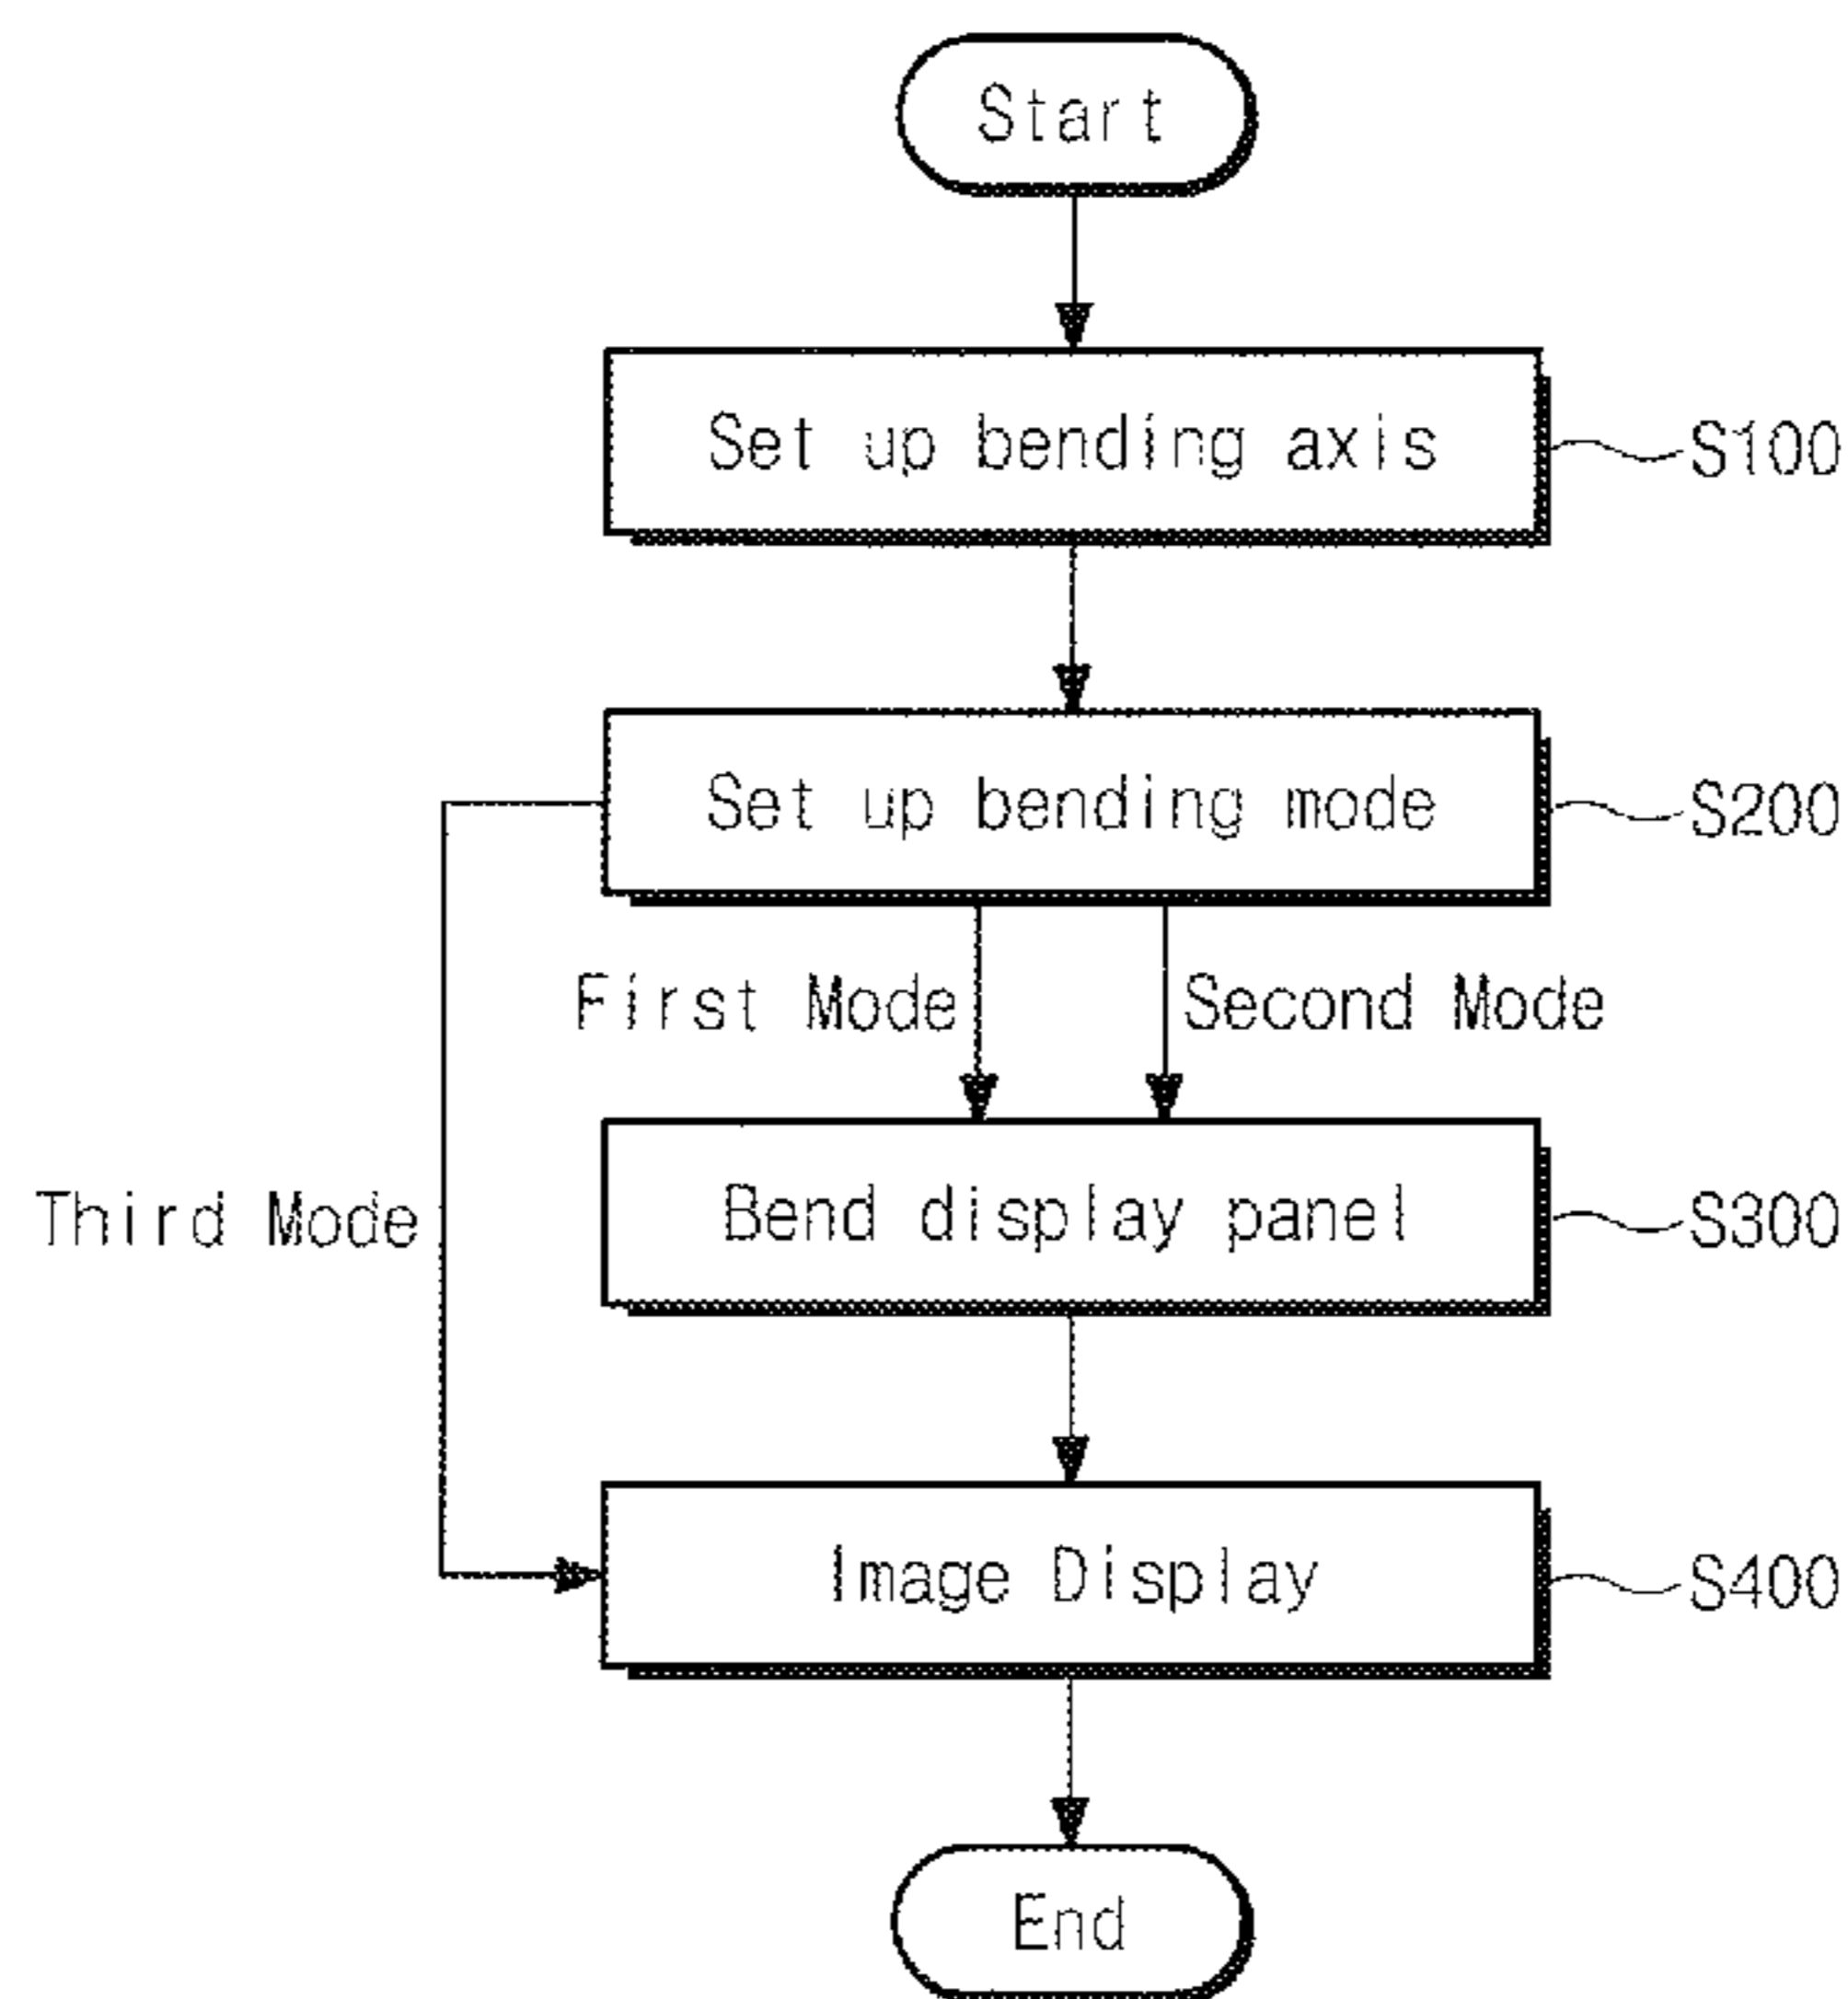 Start
Set up bending axis
S100
Set up bending mode
S200
First Mode
Second Mode
Third Mode
Bend display panel
S300
Image Display
S400
End